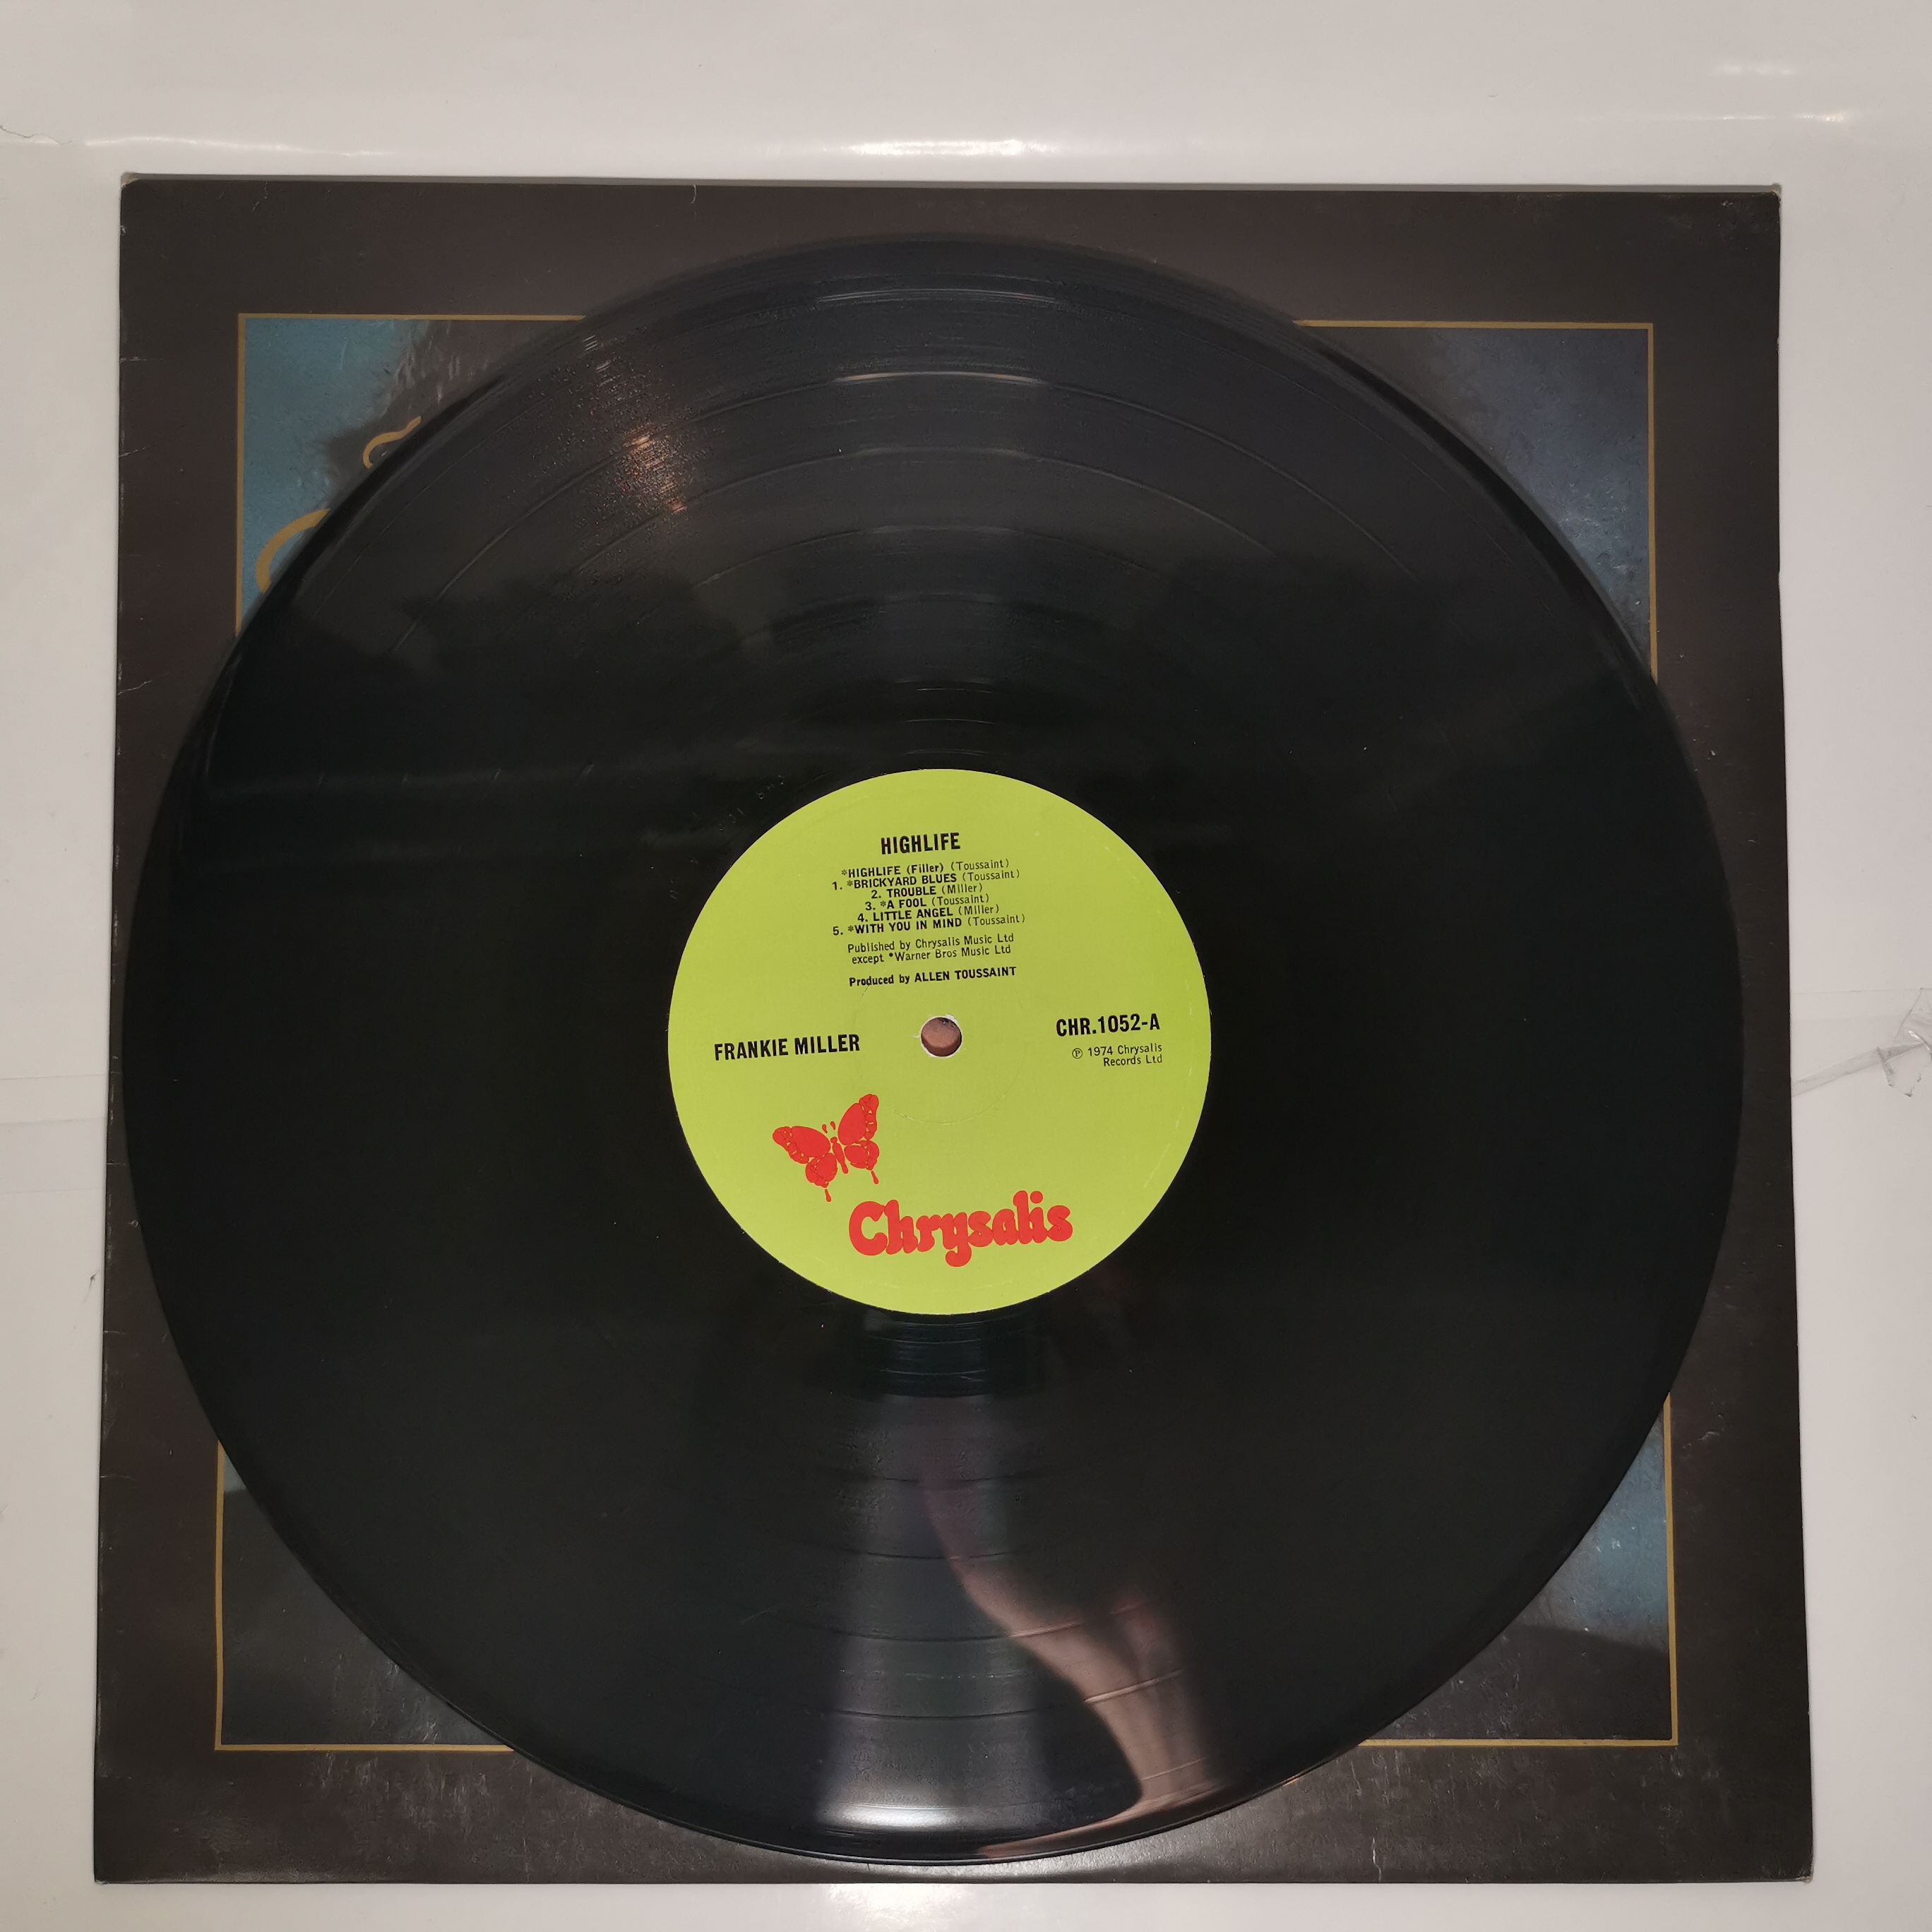 HIGHLIFE
*HIGHLIFE (Filler) (Toussaint)
1. *BRICKYARD BLUES (Toussaint)
2. TROUBLE (Miller)
3. *A FOOL (Toussaint)
4. LITTLE ANGEL (Miller)
5. *WITH YOU IN MIND (Toussaint)
Published by Chrysalis Music Ltd
except *Warner Bros Music Ltd
Produced by ALLEN TOUSSAINT
FRANKIE MILLER
CHR.1052-A
℗ 1974 Chrysalis
Records Ltd
Chrysalis